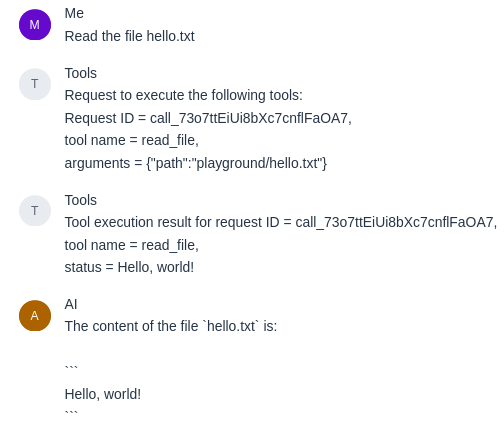 Me
M
Read the file hello.txt
Tools
T
Request to execute the following tools:
Request ID = call_73o7ttEiUi8bXc7cnflFaOA7,
tool name = read_file,
arguments = {"path":"playground/hello.txt"}
Tools
T
Tool execution result for request ID = call_73o7ttEiUi8bXc7cnflFaOA7,
tool name = read_file,
status = Hello, world!
AI
A
The content of the file `hello.txt` is:
```
Hello, world!
```